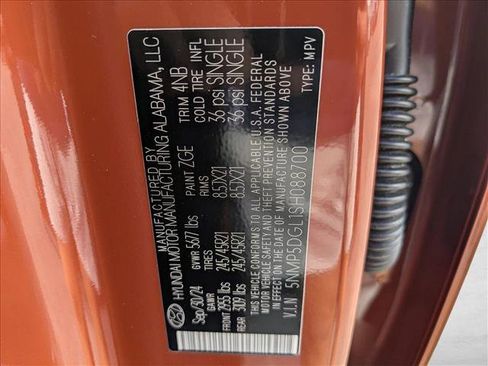 MANUFACTURED BY
HYUNDAI MOTOR MANUFACTURING ALABAMA, LLC
Sep/30/24 GVWR 5677 lbs PAINT ZGE TRIM 4NB
GAWR TIRES RIMS COLD TIRE INFL
FRONT 2955 lbs 245/45R21 8.5JX21 36 psi SINGLE
REAR 3109 lbs 245/45R21 8.5JX21 36 psi SINGLE
THIS VEHICLE CONFORMS TO ALL APPLICABLE U.S.A. FEDERAL
MOTOR VEHICLE SAFETY AND THEFT PREVENTION STANDARDS
IN EFFECT ON THE DATE OF MANUFACTURE SHOWN ABOVE
V.I.N 5NMP5DGL1SH088700 TYPE: MPV